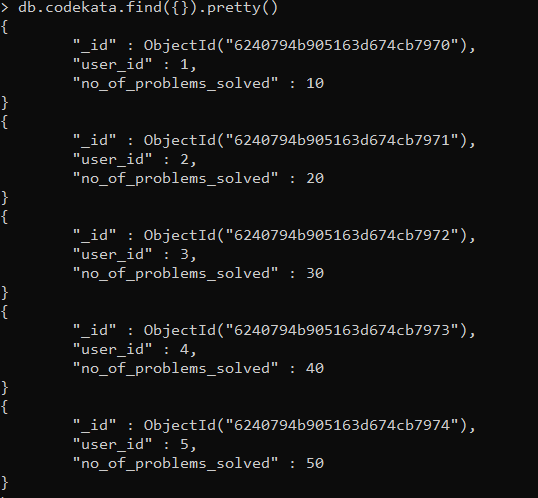 > db.codekata.find({}).pretty()
{
        "_id" : ObjectId("6240794b905163d674cb7970"),
        "user_id" : 1,
        "no_of_problems_solved" : 10
}
{
        "_id" : ObjectId("6240794b905163d674cb7971"),
        "user_id" : 2,
        "no_of_problems_solved" : 20
}
{
        "_id" : ObjectId("6240794b905163d674cb7972"),
        "user_id" : 3,
        "no_of_problems_solved" : 30
}
{
        "_id" : ObjectId("6240794b905163d674cb7973"),
        "user_id" : 4,
        "no_of_problems_solved" : 40
}
{
        "_id" : ObjectId("6240794b905163d674cb7974"),
        "user_id" : 5,
        "no_of_problems_solved" : 50
}